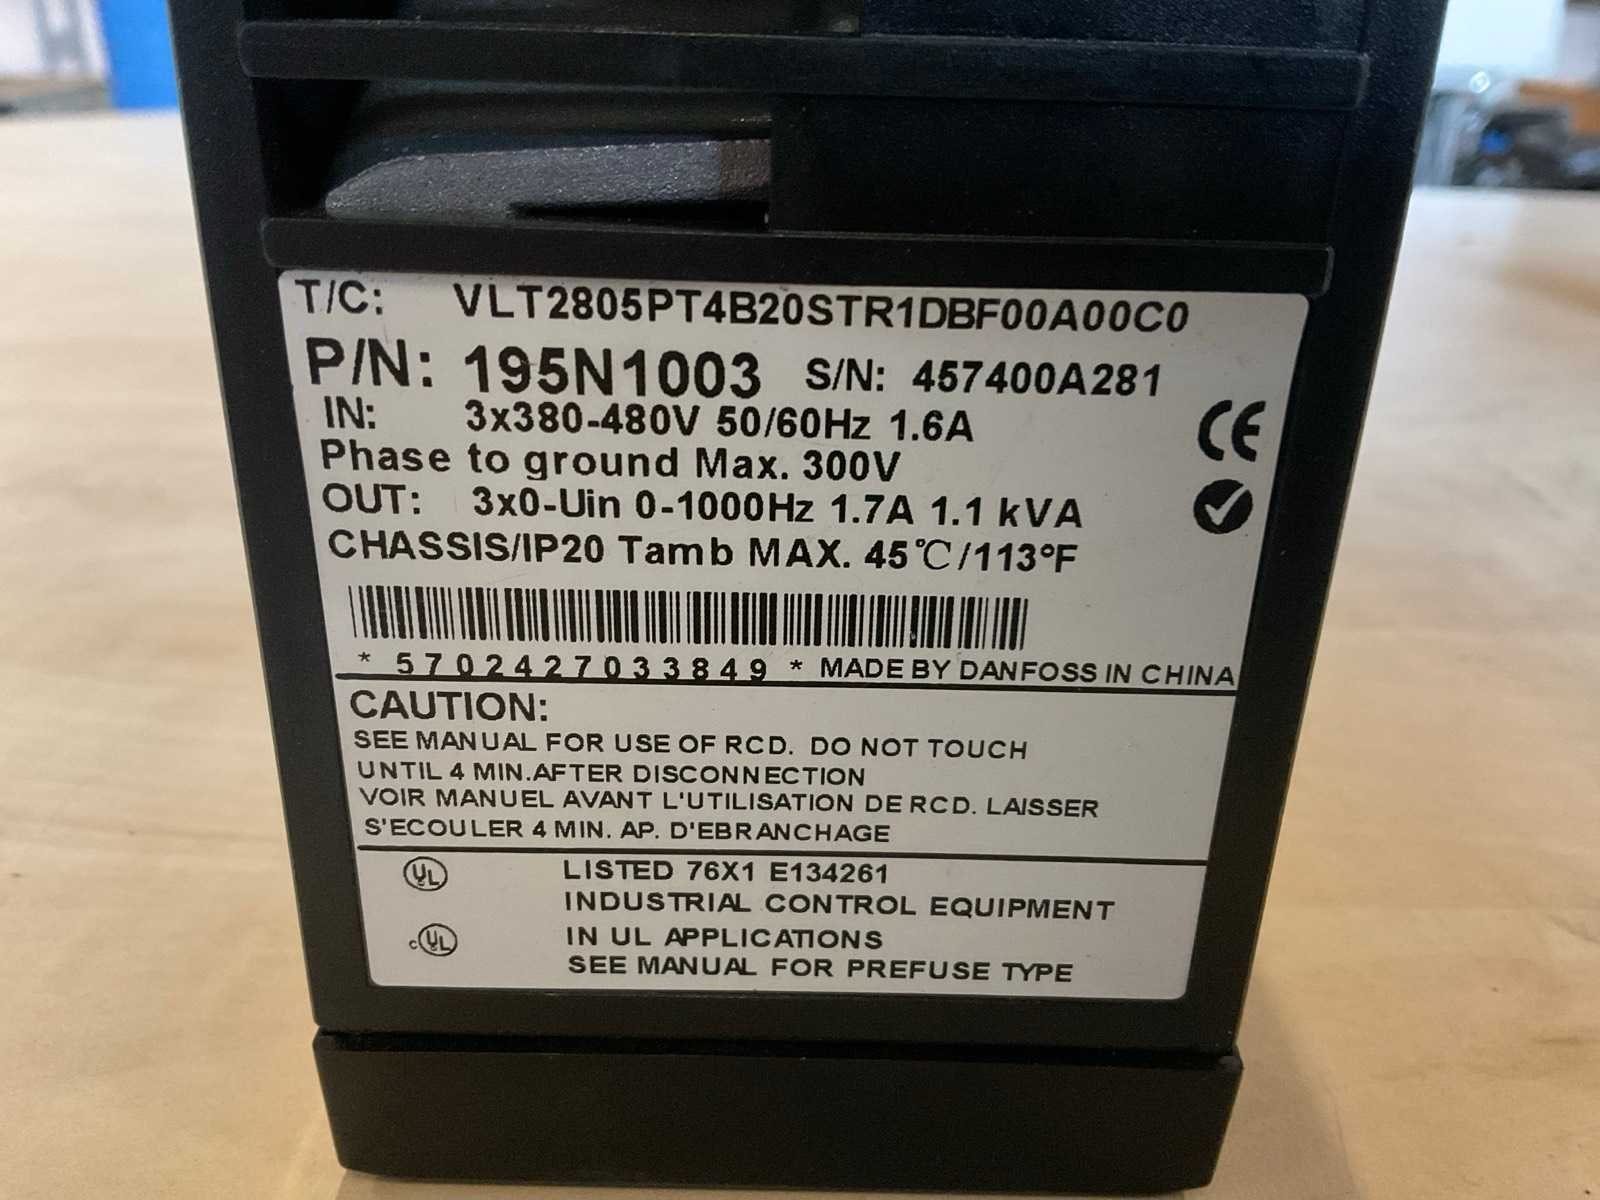 T/C: VLT2805PT4B20STR1DBF00A00C0
P/N: 195N1003 S/N: 457400A281
IN: 3x380-480V 50/60Hz 1.6A
Phase to ground Max. 300V
OUT: 3x0-Uin 0-1000Hz 1.7A 1.1 kVA
CHASSIS/IP20 Tamb MAX. 45℃/113°F
CE
* 5702427033849 * MADE BY DANFOSS IN CHINA
CAUTION:
SEE MANUAL FOR USE OF RCD. DO NOT TOUCH
UNTIL 4 MIN.AFTER DISCONNECTION
VOIR MANUEL AVANT L'UTILISATION DE RCD. LAISSER
S'ECOULER 4 MIN. AP. D'EBRANCHAGE
UL LISTED 76X1 E134261
INDUSTRIAL CONTROL EQUIPMENT
cUL IN UL APPLICATIONS
SEE MANUAL FOR PREFUSE TYPE